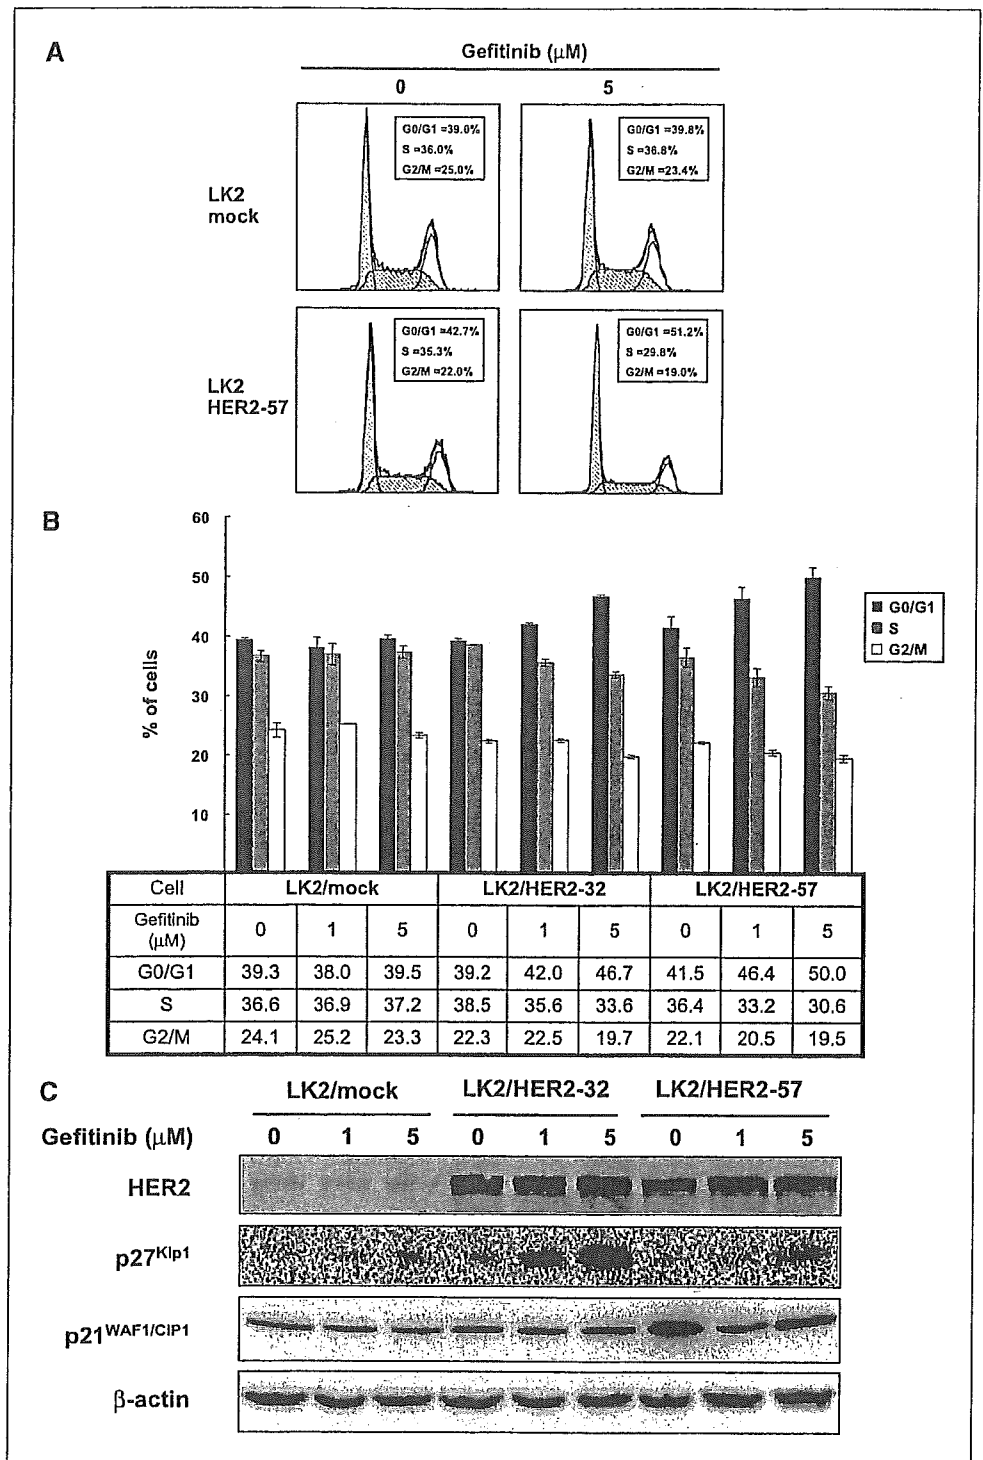 A
Gefitinib (µM)
0 5
LK2
mock
G0/G1 =39.0%
S =36.0%
G2/M =25.0%
G0/G1 =39.8%
S =36.8%
G2/M =23.4%
LK2
HER2-57
G0/G1 =42.7%
S =35.3%
G2/M =22.0%
G0/G1 =51.2%
S =29.8%
G2/M =19.0%
B
% of cells
60
50
40
30
20
10
G0/G1
S
G2/M
Cell LK2/mock LK2/HER2-32 LK2/HER2-57
Gefitinib
(µM) 0 1 5 0 1 5 0 1 5
G0/G1 39.3 38.0 39.5 39.2 42.0 46.7 41.5 46.4 50.0
S 36.6 36.9 37.2 38.5 35.6 33.6 36.4 33.2 30.6
G2/M 24.1 25.2 23.3 22.3 22.5 19.7 22.1 20.5 19.5
C
LK2/mock LK2/HER2-32 LK2/HER2-57
Gefitinib (µM) 0 1 5 0 1 5 0 1 5
HER2
p27Kip1
p21WAF1/CIP1
β-actin